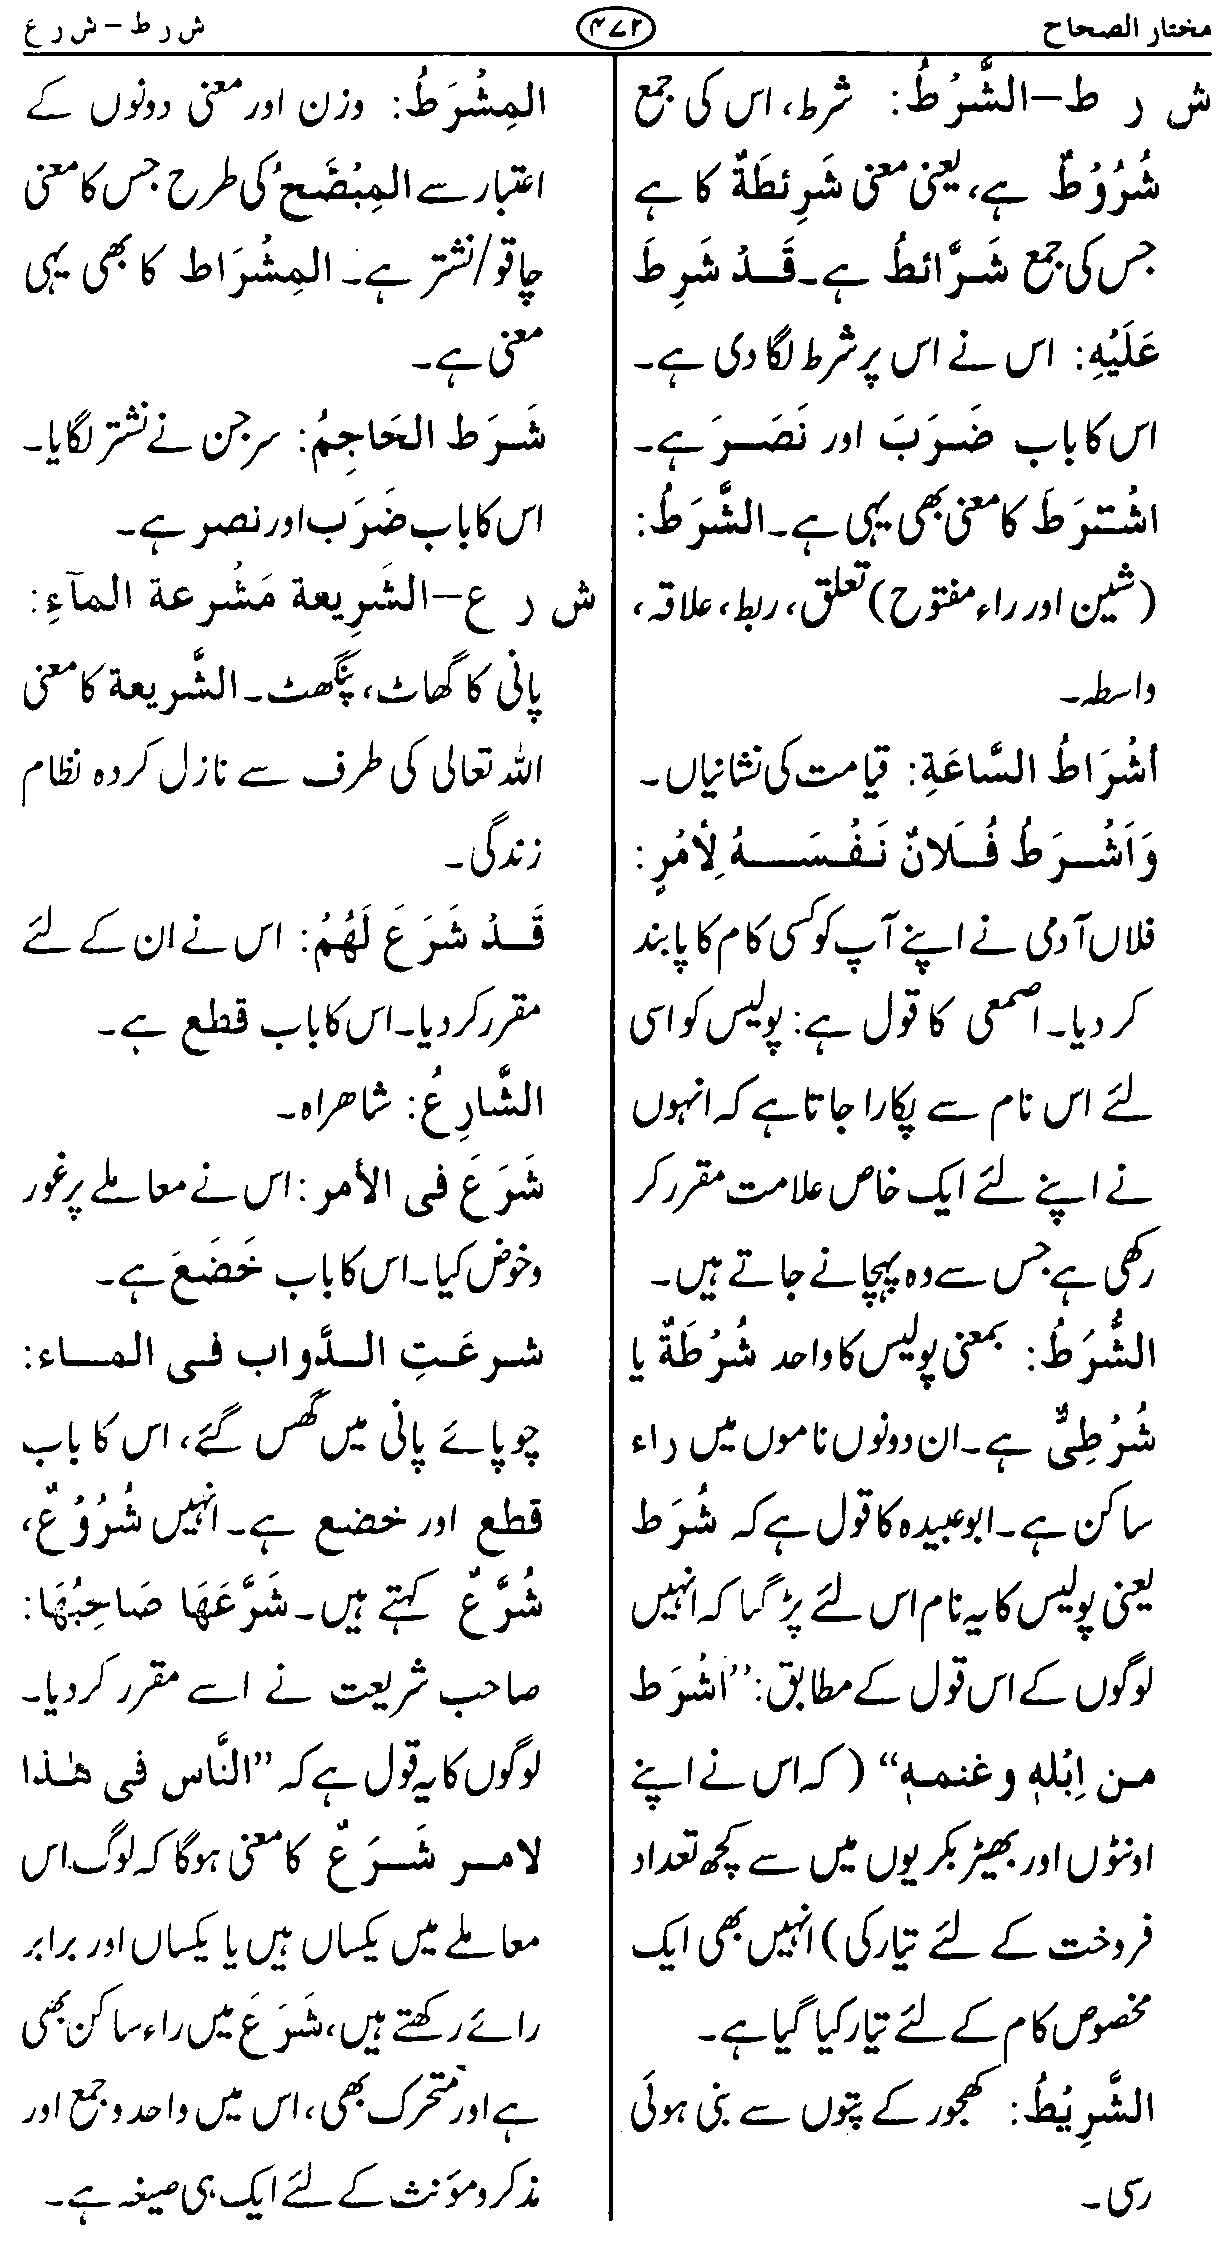 مختار الصحاح ۴۷۲ ش ر ط – ش ر ع
ش ر ط – الشَّرْطُ: شرط، اس کی جمع
شُرُوْطٌ ہے، یعنی معنی شَرِئطَةٌ کا ہے
جس کی جمع شَرَّائطُ ہے۔ قَدْ شَرِطَ
عَلَیْهِ: اس نے اس پر شرط لگا دی ہے۔
اس کا باب ضَرَبَ اور نَصَرَ ہے۔
اشْتَرَطَ کا معنی بھی یہی ہے۔ الشَّرَطُ:
(شین اور راء مفتوح) تعلق، ربط، علاقہ،
واسطہ۔
أشْرَاطُ السَّاعَةِ: قیامت کی نشانیاں۔
وَاَشْرَطُ فُلَانٌ نَفْسَهُ لِأمْرٍ:
فلاں آدمی نے اپنے آپ کو کسی کام کا پابند
کر دیا۔ اصمعی کا قول ہے: پولیس کو اسی
لئے اس نام سے پکارا جاتا ہے کہ انہوں
نے اپنے لئے ایک خاص علامت مقرر کر
رکھی ہے جس سے وہ پہچانے جاتے ہیں۔
الشُّرَطُ: بمعنی پولیس کا واحد شُرْطَةٌ یا
شُرْطِیٌّ ہے۔ ان دونوں ناموں میں راء
ساکن ہے۔ ابوعبیدہ کا قول ہے کہ شُرَط
یعنی پولیس کا یہ نام اس لئے پڑ گیا کہ انہیں
لوگوں کے اس قول کے مطابق: ”اَشْرَط
من اِبْلهٖ وغنمهٖ“ (کہ اس نے اپنے
اونٹوں اور بھیڑ بکریوں میں سے کچھ تعداد
فروخت کے لئے تیار کی) انہیں بھی ایک
مخصوص کام کے لئے تیار کیا گیا ہے۔
الشَّرِیْطُ: کھجور کے پتوں سے بنی ہوئی
رسی۔
المِشْرَطُ: وزن اور معنی دونوں کے
اعتبار سے المِبْضَعُ کی طرح جس کا معنی
چاقو/نشتر ہے۔ المِشْرَاط کا بھی یہی
معنی ہے۔
شَرَط الحَاجِمُ: سرجن نے نشتر لگایا۔
اس کا باب ضَرَب اور نصر ہے۔
ش ر ع – الشَرِیعة مَشْرعة المآءِ:
پانی کا گھاٹ، پنگھٹ۔ الشَّریعة کا معنی
اللہ تعالی کی طرف سے نازل کردہ نظام
زندگی۔
قَدْ شَرَعَ لَهُمْ: اس نے ان کے لئے
مقرر کر دیا۔ اس کا باب قطع ہے۔
الشَّارِعُ: شاہراہ۔
شَرَعَ فی الأمر: اس نے معاملے پر غور
وخوض کیا۔ اس کا باب خَضَعَ ہے۔
شرعَتِ الدَّواب فی الماء:
چوپائے پانی میں گھس گئے، اس کا باب
قطع اور خضع ہے۔ انہیں شُرُوْعٌ،
شُرَّعٌ کہتے ہیں۔ شَرَّعَهَا صَاحِبُهَا:
صاحب شریعت نے اسے مقرر کر دیا۔
لوگوں کا یہ قول ہے کہ ”النَّاس فی هٰذا
لامر شَرَعٌ کا معنی ہوگا کہ لوگ اس
معاملے میں یکساں ہیں یا یکساں اور برابر
رائے رکھتے ہیں، شَرَعَ میں راء ساکن بھی
ہے اور متحرک بھی، اس میں واحد و جمع اور
مذکر و مؤنث کے لئے ایک ہی صیغہ ہے۔